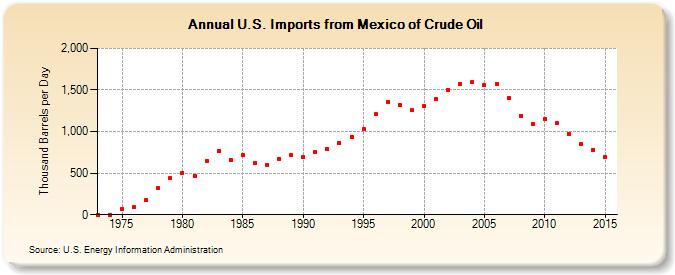 Annual U.S. Imports from Mexico of Crude Oil
Thousand Barrels per Day
2,000
1,500
1,000
500
0
1975 1980 1985 1990 1995 2000 2005 2010 2015
Source: U.S. Energy Information Administration